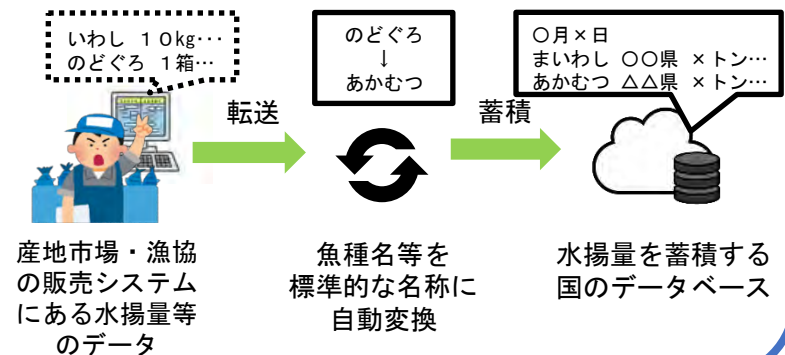 いわし １０kg･･･
のどぐろ １箱…
のどぐろ
↓
あかむつ
〇月×日
まいわし 〇〇県 ×トン…
あかむつ △△県 ×トン…
転送
蓄積
産地市場・漁協
の販売システム
にある水揚量等
のデータ
魚種名等を
標準的な名称に
自動変換
水揚量を蓄積する
国のデータベース